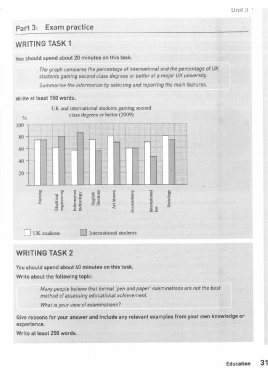 Unit 3
Part 3: Exam practice
WRITING TASK 1
You should spend about 20 minutes on this task.
The graph compares the percentage of international and the percentage of UK
students gaining second class degrees or better at a major UK university.
Summarise the information by selecting and reporting the main features.
Write at least 150 words.
UK and international students gaining second
class degrees or better (2009)
%
100
80
60
40
20
Nursing
Electrical
engineering
Information
technology
English
literature
Art history
Accountancy
International
law
Sociology
UK students
International students
WRITING TASK 2
You should spend about 40 minutes on this task.
Write about the following topic:
Many people believe that formal 'pen and paper' examinations are not the best
method of assessing educational achievement.
What is your view of examinations?
Give reasons for your answer and include any relevant examples from your own knowledge or
experience.
Write at least 250 words.
Education 31